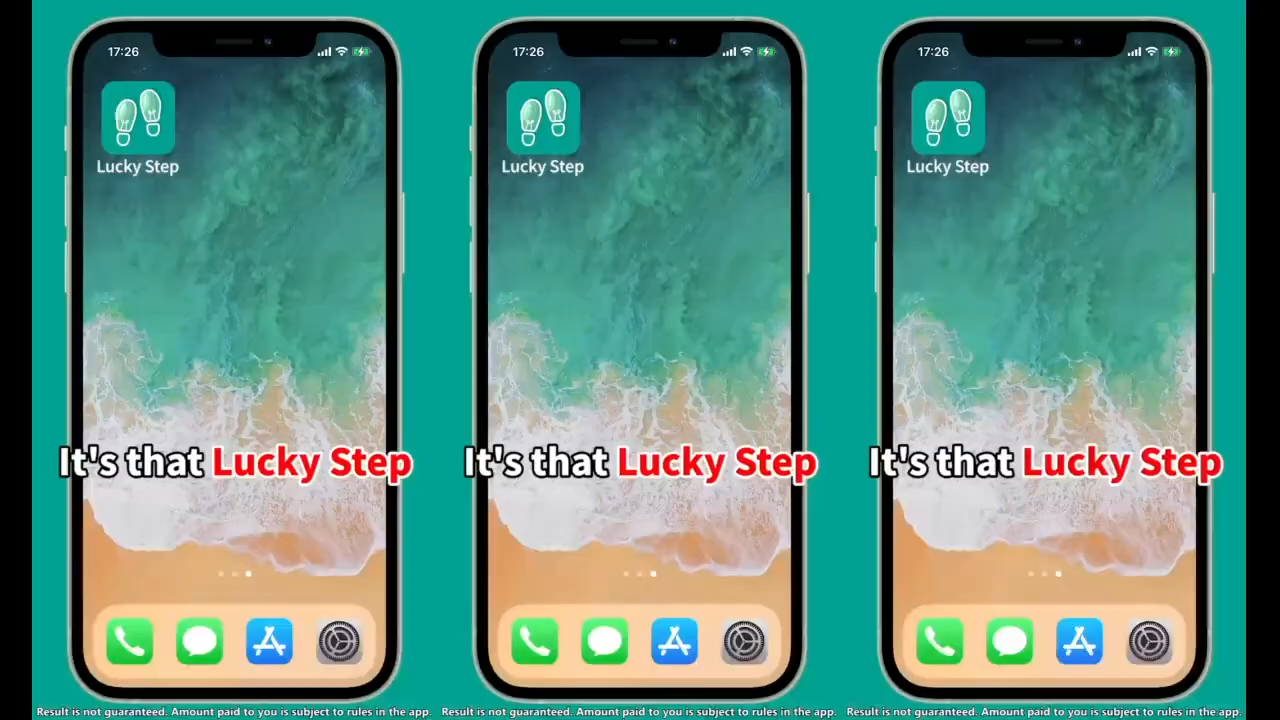 17:26
Lucky Step
It's that Lucky Step
Result is not guaranteed. Amount paid to you is subject to rules in the app.
17:26
Lucky Step
It's that Lucky Step
Result is not guaranteed. Amount paid to you is subject to rules in the app.
17:26
Lucky Step
It's that Lucky Step
Result is not guaranteed. Amount paid to you is subject to rules in the app.